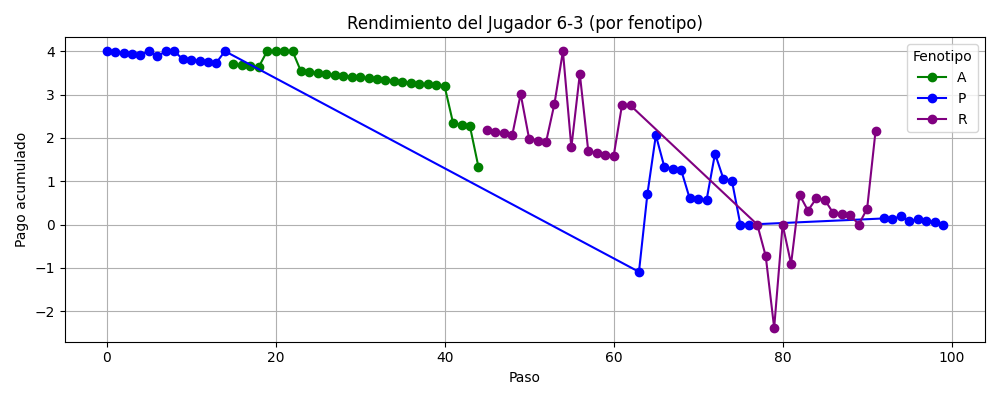 Rendimiento del Jugador 6-3 (por fenotipo)
Pago acumulado
4
3
2
1
0
−1
−2
Fenotipo
A
P
R
0
20
40
60
80
100
Paso